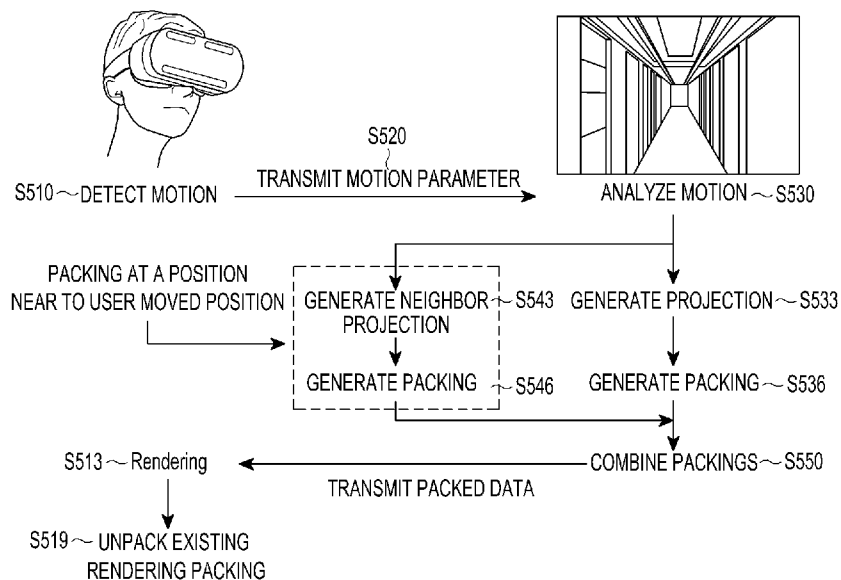 S520
TRANSMIT MOTION PARAMETER
S510 DETECT MOTION
ANALYZE MOTION S530
PACKING AT A POSITION
NEAR TO USER MOVED POSITION
GENERATE NEIGHBOR S543
PROJECTION
GENERATE PROJECTION S533
GENERATE PACKING S546
GENERATE PACKING S536
S513 Rendering
COMBINE PACKINGS S550
TRANSMIT PACKED DATA
S519 UNPACK EXISTING
RENDERING PACKING